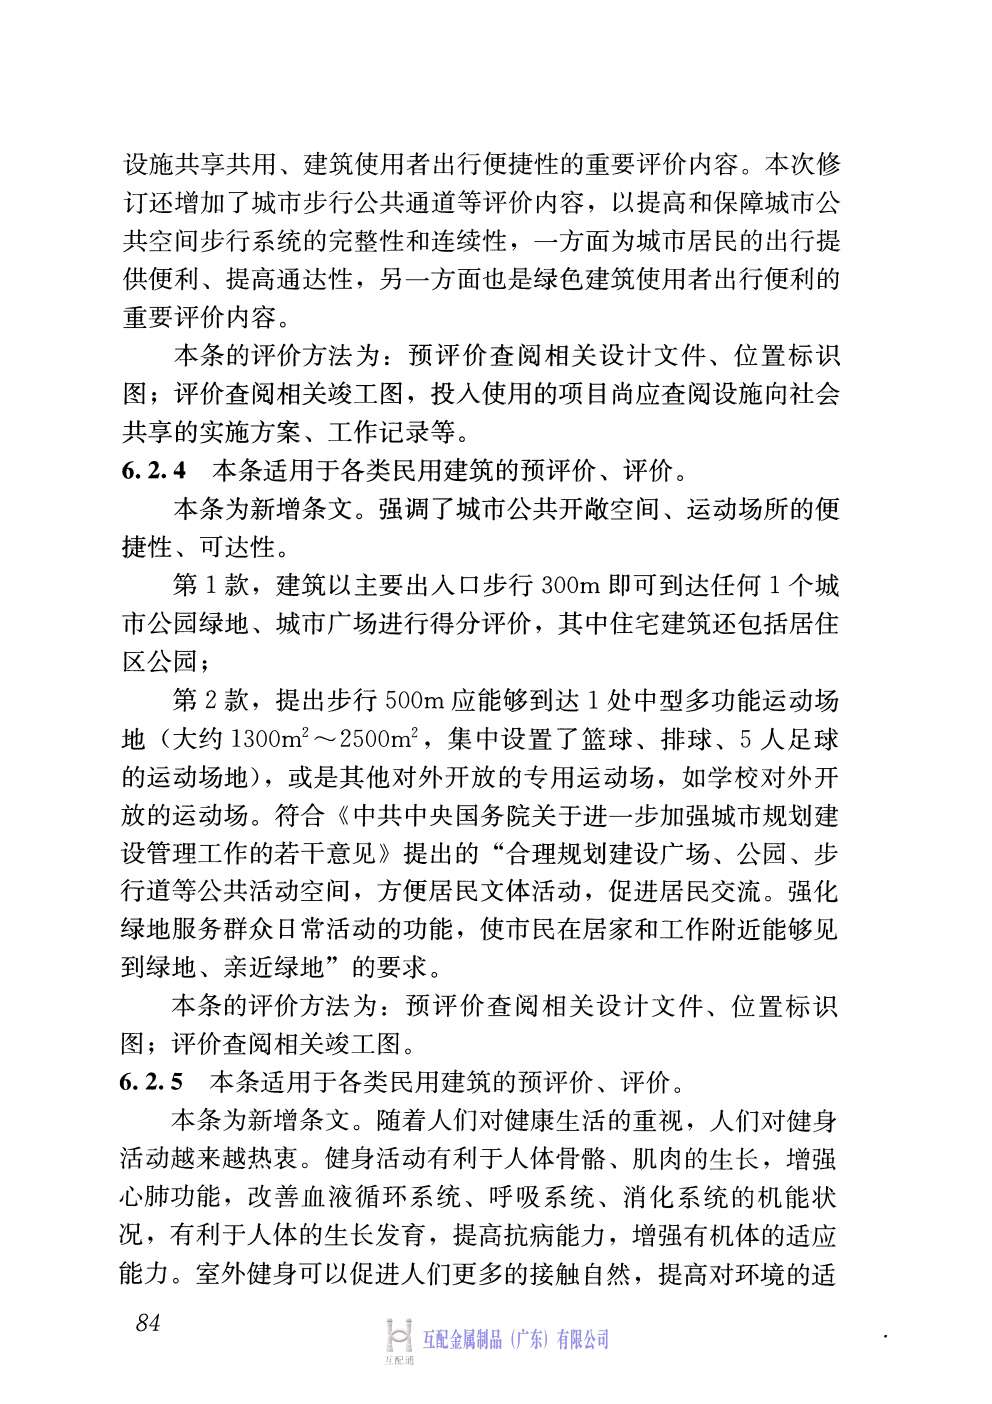 设施共享共用、建筑使用者出行便捷性的重要评价内容。本次修
订还增加了城市步行公共通道等评价内容，以提高和保障城市公
共空间步行系统的完整性和连续性，一方面为城市居民的出行提
供便利、提高通达性，另一方面也是绿色建筑使用者出行便利的
重要评价内容。
本条的评价方法为：预评价查阅相关设计文件、位置标识
图；评价查阅相关竣工图，投入使用的项目尚应查阅设施向社会
共享的实施方案、工作记录等。
6.2.4 本条适用于各类民用建筑的预评价、评价。
本条为新增条文。强调了城市公共开敞空间、运动场所的便
捷性、可达性。
第 1 款，建筑以主要出入口步行 300m 即可到达任何 1 个城
市公园绿地、城市广场进行得分评价，其中住宅建筑还包括居住
区公园；
第 2 款，提出步行 500m 应能够到达 1 处中型多功能运动场
地（大约 1300m²～2500m²，集中设置了篮球、排球、5 人足球
的运动场地），或是其他对外开放的专用运动场，如学校对外开
放的运动场。符合《中共中央国务院关于进一步加强城市规划建
设管理工作的若干意见》提出的“合理规划建设广场、公园、步
行道等公共活动空间，方便居民文体活动，促进居民交流。强化
绿地服务群众日常活动的功能，使市民在居家和工作附近能够见
到绿地、亲近绿地”的要求。
本条的评价方法为：预评价查阅相关设计文件、位置标识
图；评价查阅相关竣工图。
6.2.5 本条适用于各类民用建筑的预评价、评价。
本条为新增条文。随着人们对健康生活的重视，人们对健身
活动越来越热衷。健身活动有利于人体骨骼、肌肉的生长，增强
心肺功能，改善血液循环系统、呼吸系统、消化系统的机能状
况，有利于人体的生长发育，提高抗病能力，增强有机体的适应
能力。室外健身可以促进人们更多的接触自然，提高对环境的适
84
互配通
互配金属制品（广东）有限公司